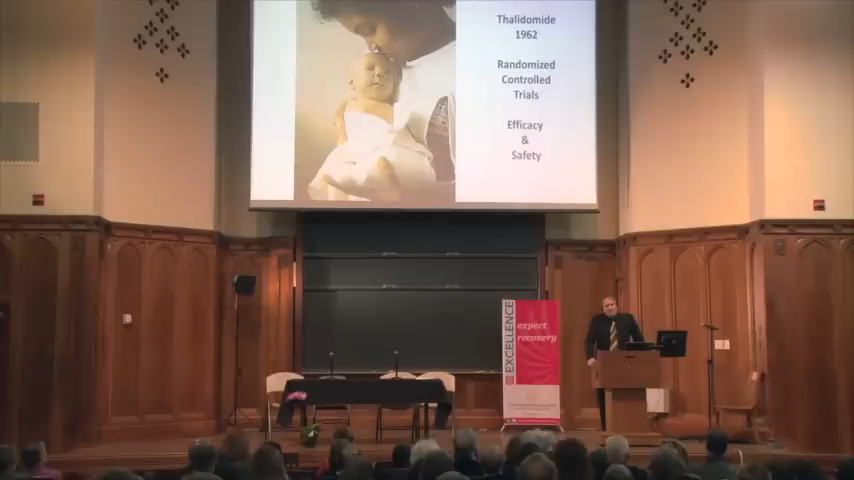 Thalidomide
1962
Randomized
Controlled
Trials
Efficacy
&
Safety
EXCELLENCE
expect
recovery